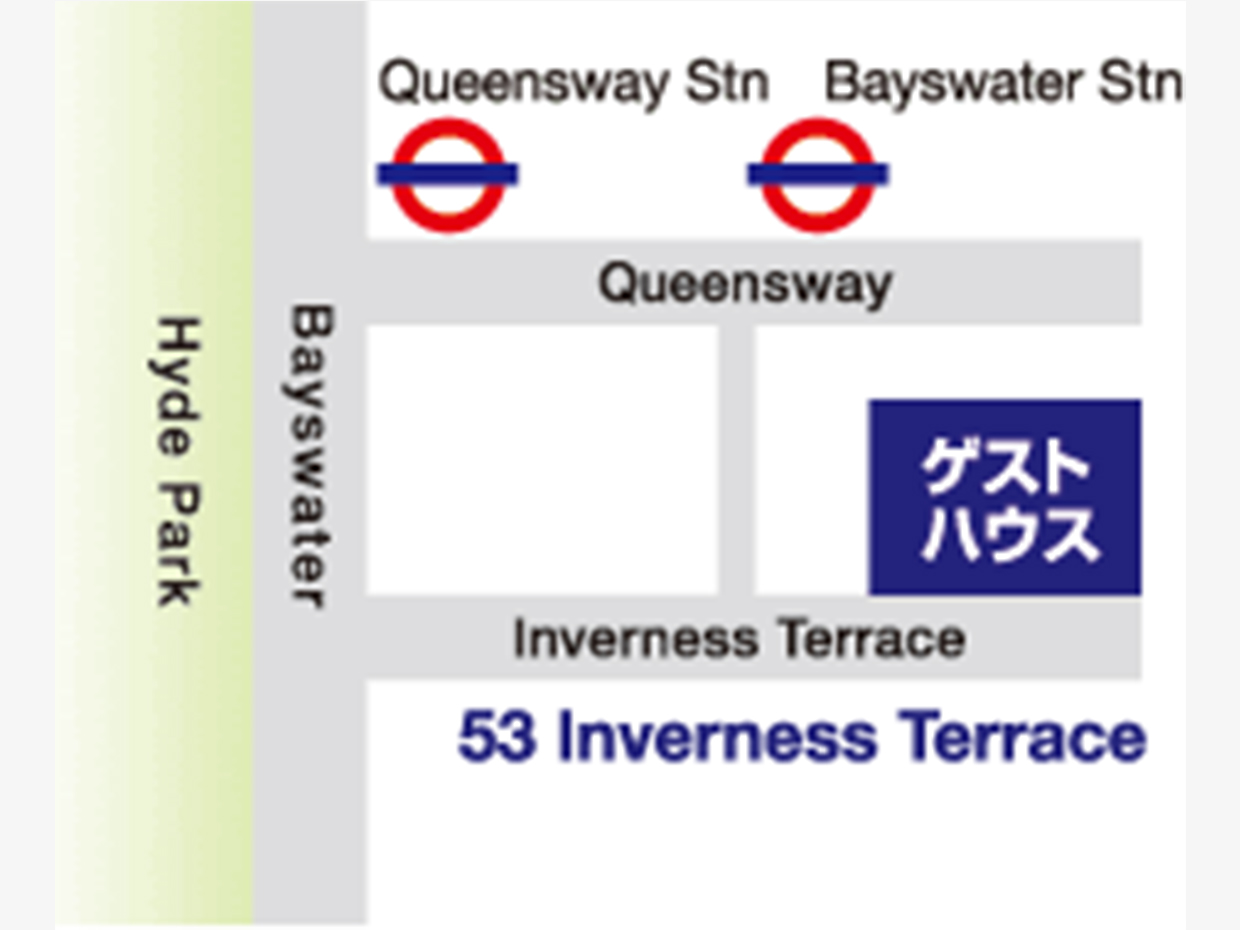 Queensway Stn
Bayswater Stn
Queensway
Hyde Park
Bayswater
ゲスト
ハウス
Inverness Terrace
53 Inverness Terrace